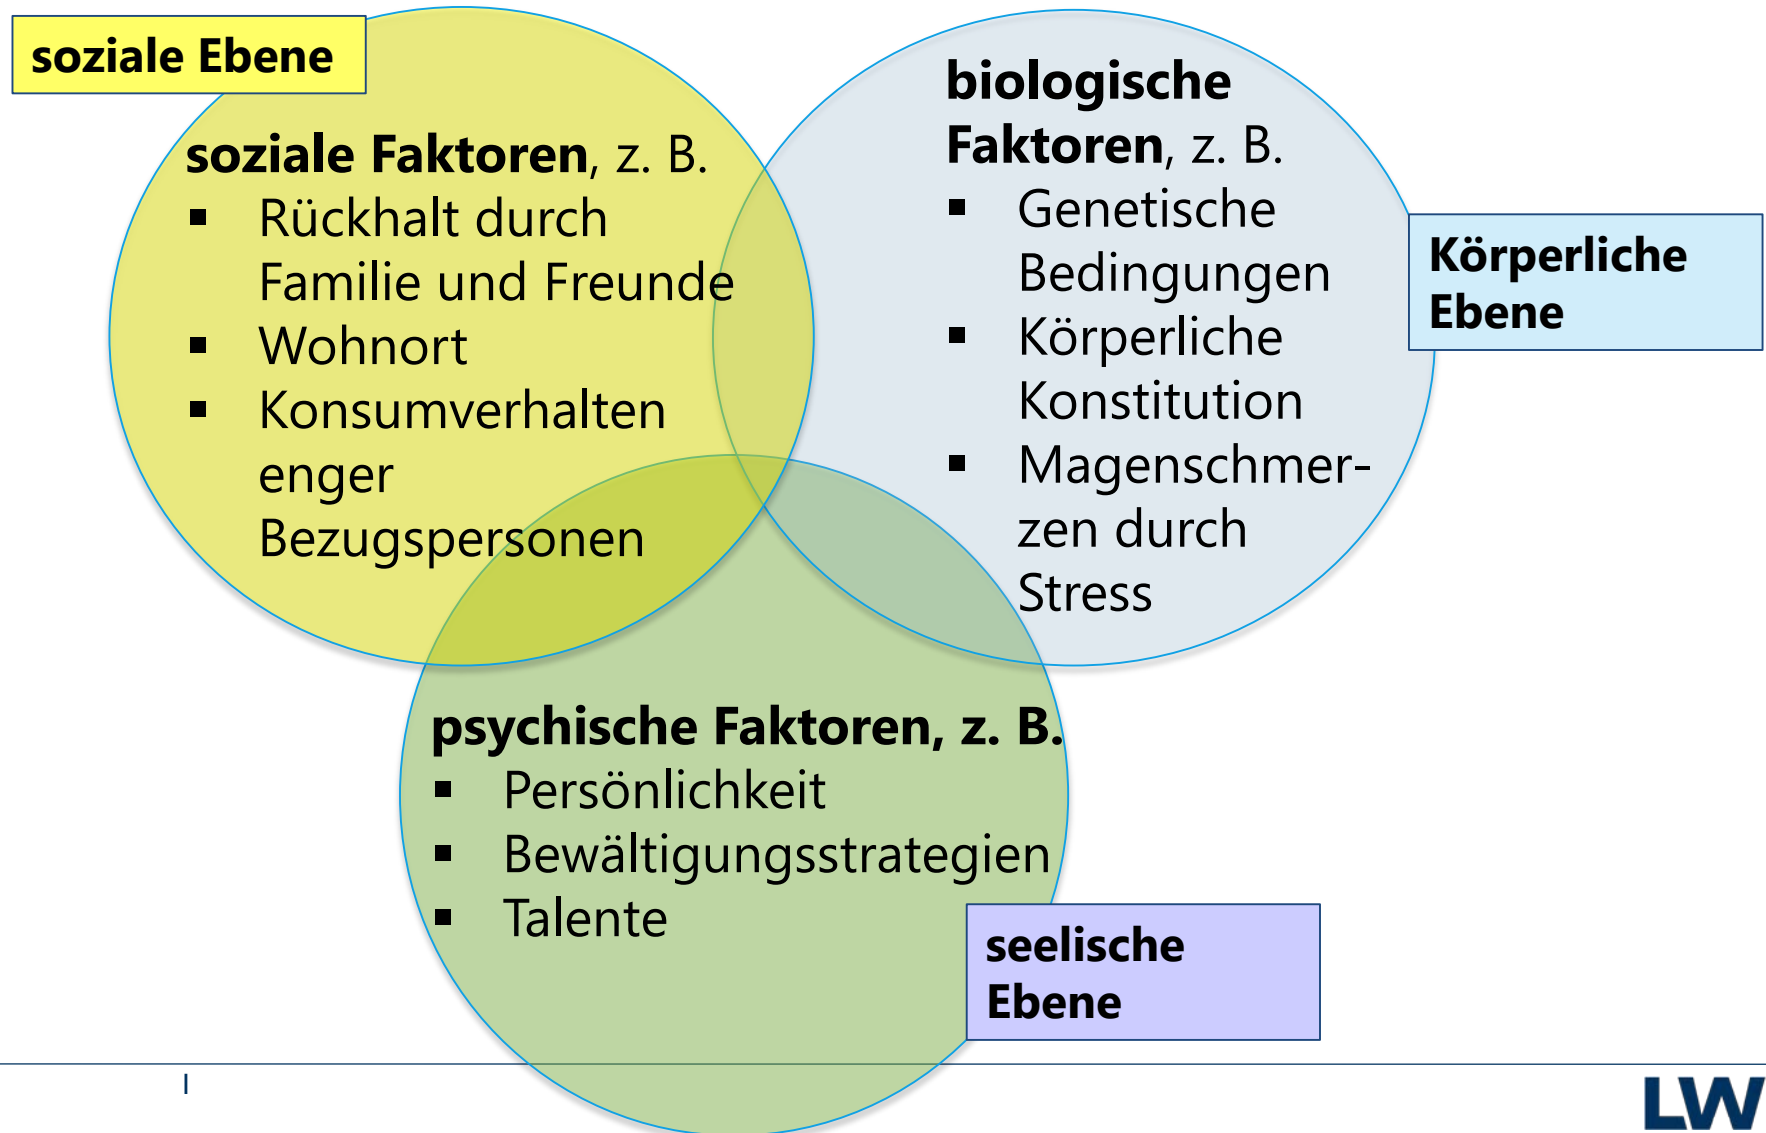 soziale Ebene
soziale Faktoren, z. B.
▪ Rückhalt durch
Familie und Freunde
▪ Wohnort
▪ Konsumverhalten
enger
Bezugspersonen
biologische
Faktoren, z. B.
▪ Genetische
Bedingungen
▪ Körperliche
Konstitution
▪ Magenschmer-
zen durch
Stress
Körperliche
Ebene
psychische Faktoren, z. B.
▪ Persönlichkeit
▪ Bewältigungsstrategien
▪ Talente
seelische
Ebene
|
LW